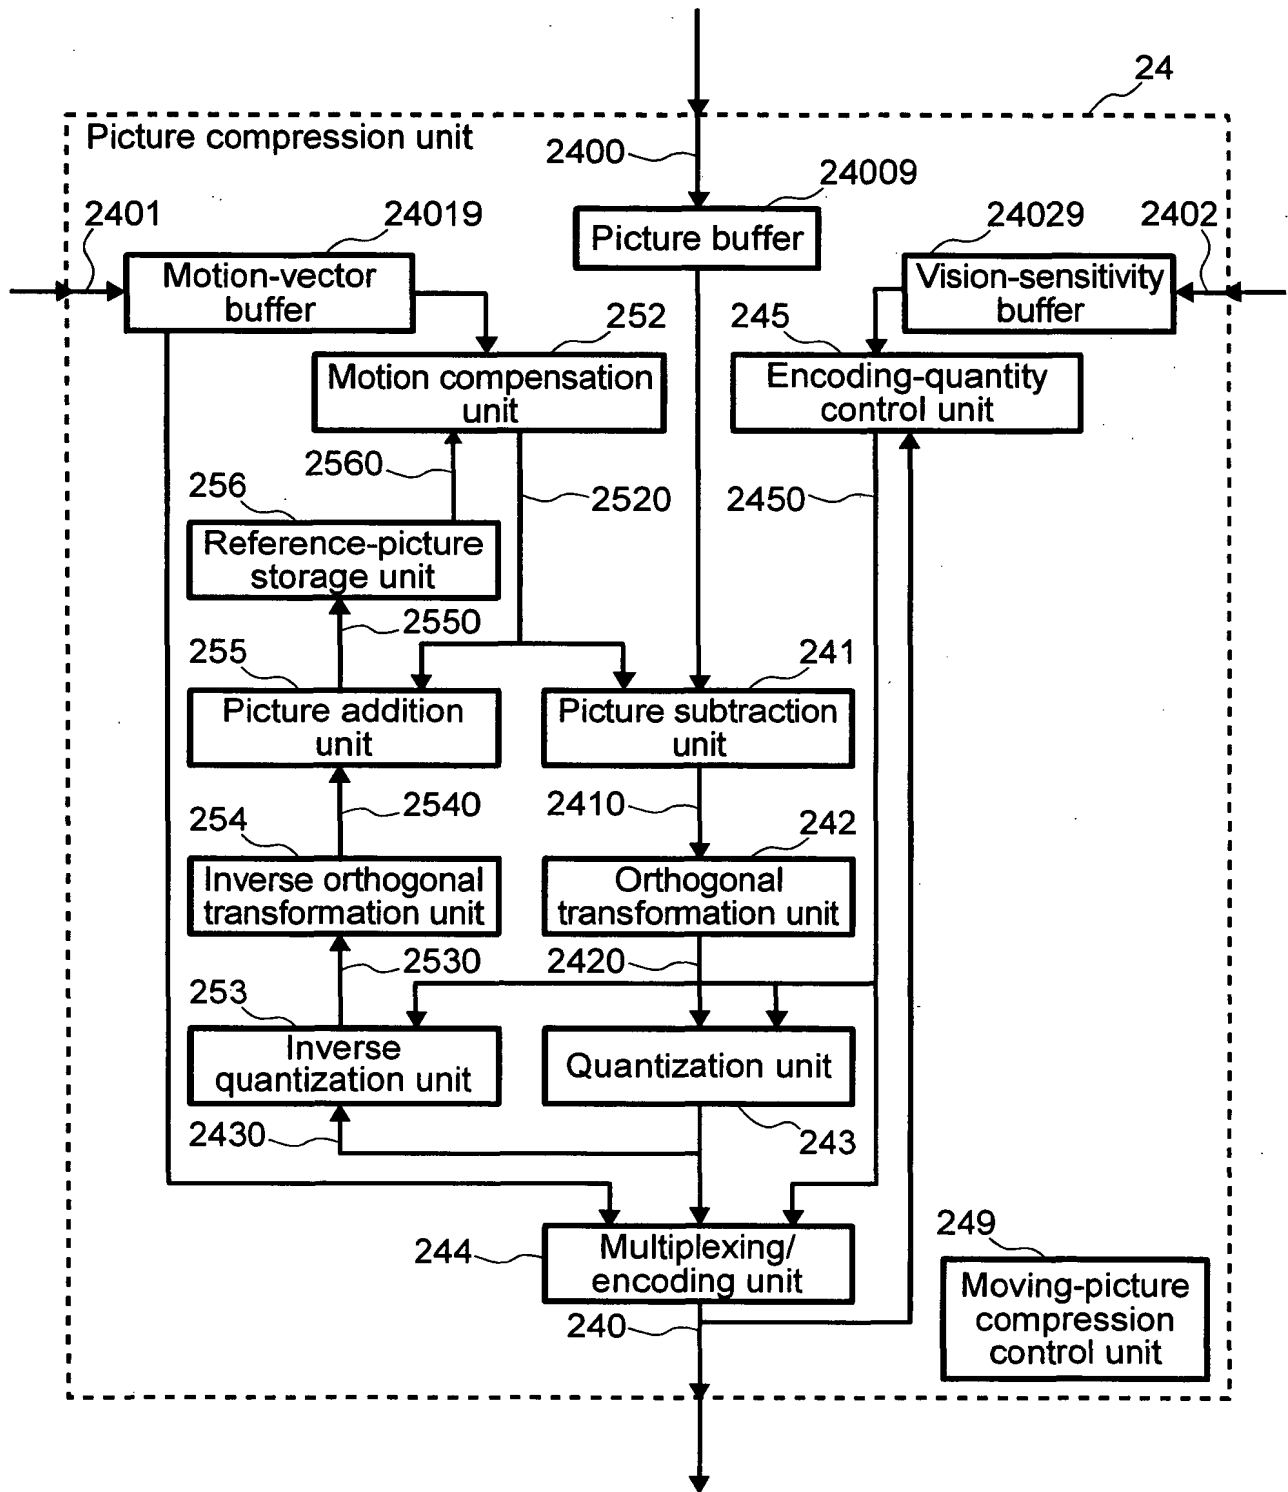 24
Picture compression unit
2400
24009
2401
24019
24029
2402
Picture buffer
Motion-vector
buffer
Vision-sensitivity
buffer
252
245
Motion compensation
unit
Encoding-quantity
control unit
2560
256
2520
2450
Reference-picture
storage unit
2550
255
241
Picture addition
unit
Picture subtraction
unit
2540
2410
254
242
Inverse orthogonal
transformation unit
Orthogonal
transformation unit
2530
2420
253
Inverse
quantization unit
Quantization unit
2430
243
249
244
Multiplexing/
encoding unit
Moving-picture
compression
control unit
240